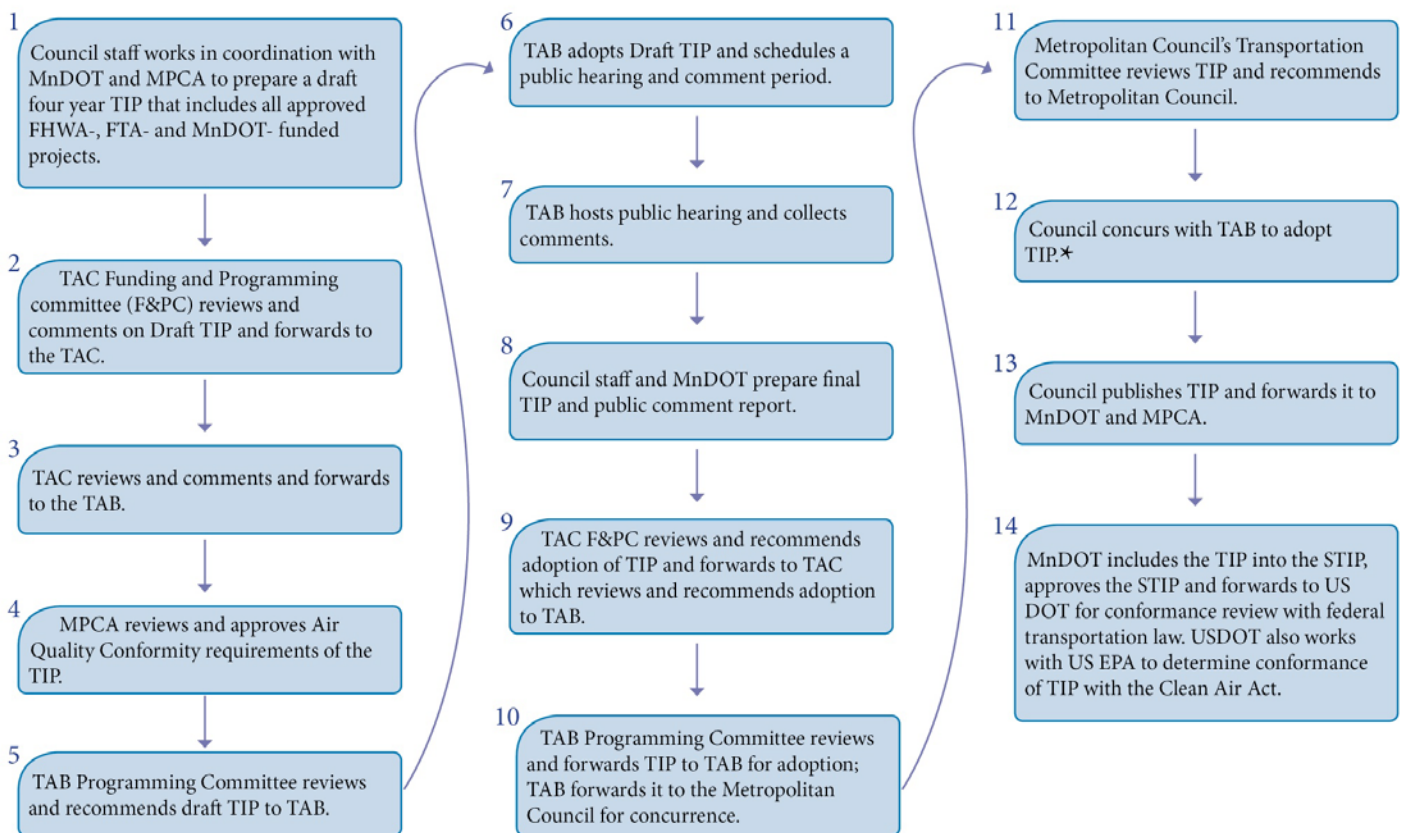 1
Council staff works in coordination with
MnDOT and MPCA to prepare a draft
four year TIP that includes all approved
FHWA-, FTA- and MnDOT- funded
projects.
2
TAC Funding and Programming
committee (F&PC) reviews and
comments on Draft TIP and forwards to
the TAC.
3
TAC reviews and comments and forwards
to the TAB.
4
MPCA reviews and approves Air
Quality Conformity requirements of the
TIP.
5
TAB Programming Committee reviews
and recommends draft TIP to TAB.
6
TAB adopts Draft TIP and schedules a
public hearing and comment period.
7
TAB hosts public hearing and collects
comments.
8
Council staff and MnDOT prepare final
TIP and public comment report.
9
TAC F&PC reviews and recommends
adoption of TIP and forwards to TAC
which reviews and recommends adoption
to TAB.
10
TAB Programming Committee reviews
and forwards TIP to TAB for adoption;
TAB forwards it to the Metropolitan
Council for concurrence.
11
Metropolitan Council's Transportation
Committee reviews TIP and recommends
to Metropolitan Council.
12
Council concurs with TAB to adopt
TIP.*
13
Council publishes TIP and forwards it to
MnDOT and MPCA.
14
MnDOT includes the TIP into the STIP,
approves the STIP and forwards to US
DOT for conformance review with federal
transportation law. USDOT also works
with US EPA to determine conformance
of TIP with the Clean Air Act.